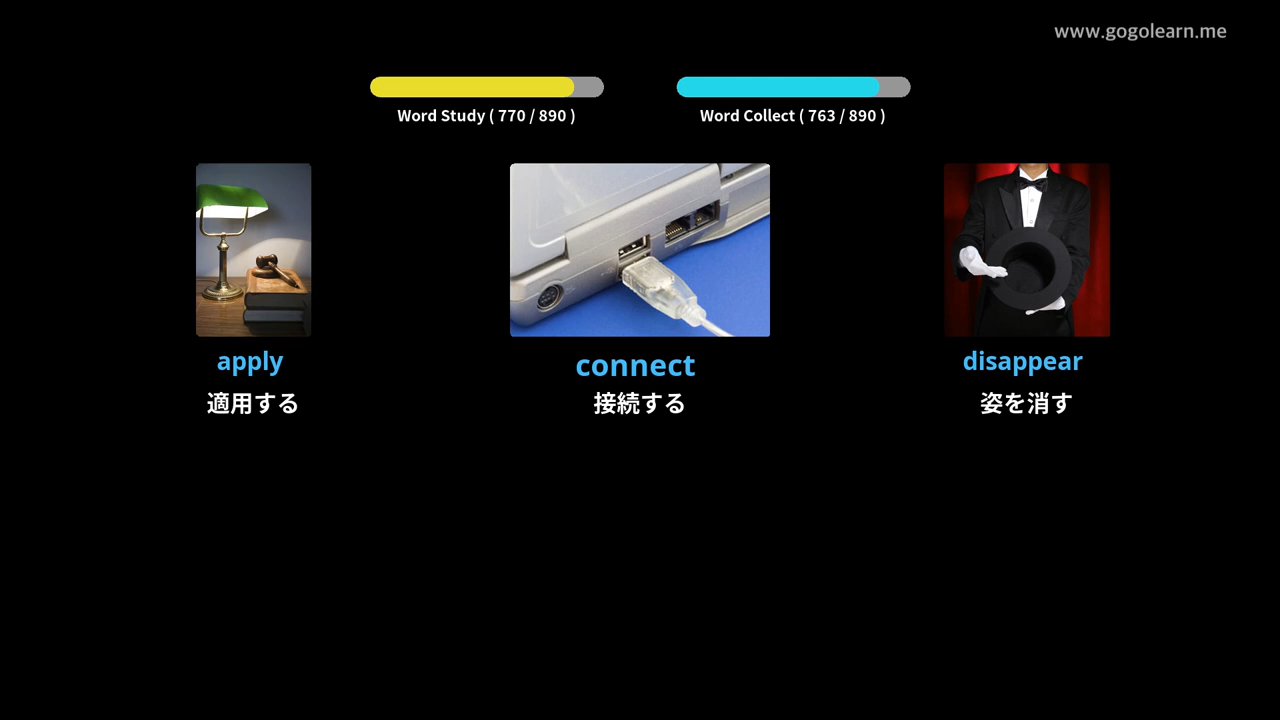 www.gogolearn.me
Word Study ( 770 / 890 )
Word Collect ( 763 / 890 )
apply
connect
disappear
適用する
接続する
姿を消す